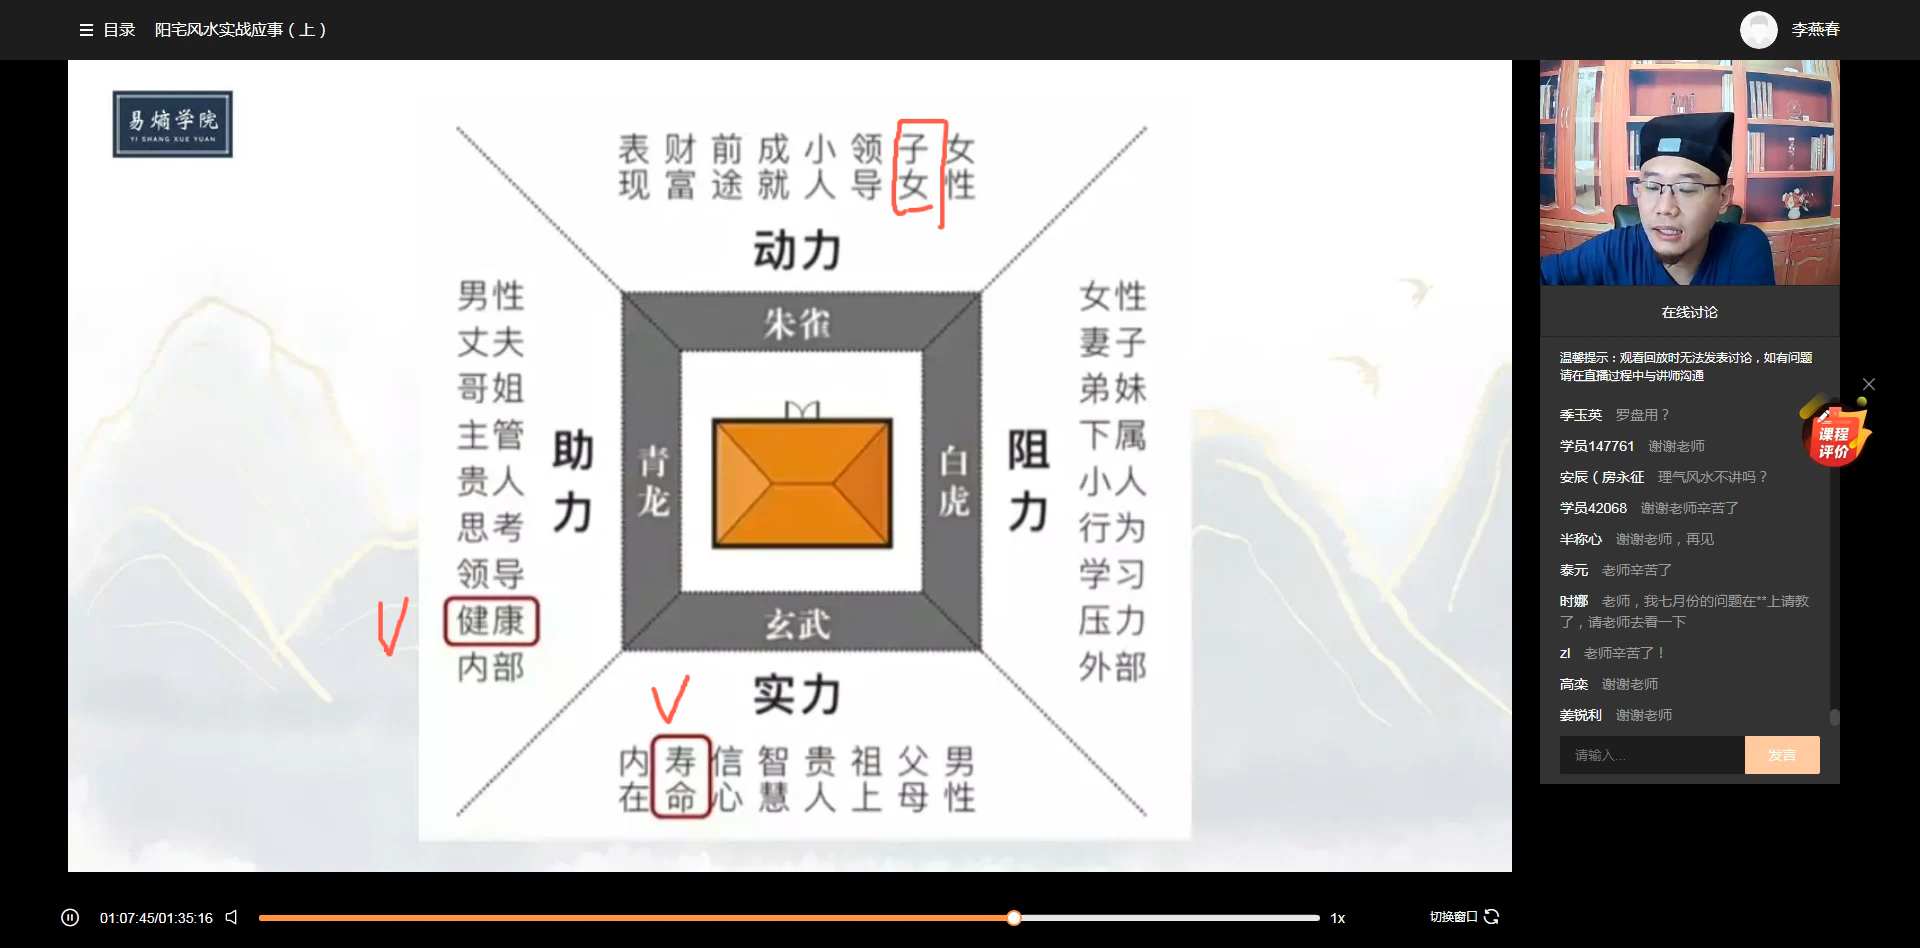 目录 阳宅风水实战应事（上）
李燕春
易熵学院
YI SHANG XUE YUAN
表现 财富 前途 成就 小人 领导 子女 女性
动力
男性
丈夫
哥姐
主管
贵人
思考
领导
健康
内部
助力
朱雀
青龙
白虎
玄武
阻力
女性
妻子
弟妹
下属
小人
行为
学习
压力
外部
实力
内在 寿命 信心 智慧 贵人 祖上 父母 男性
在线讨论
温馨提示：观看回放时无法发表讨论，如有问题
请在直播过程中与讲师沟通
课程
评价
季玉英 罗盘用？
学员147761 谢谢老师
安辰（房永征 理气风水不讲吗？
学员42068 谢谢老师辛苦了
半称心 谢谢老师，再见
泰元 老师辛苦了
时娜 老师，我七月份的问题在**上请教
了，请老师去看一下
zl 老师辛苦了！
高栾 谢谢老师
姜锐利 谢谢老师
请输入... 发言
01:07:45/01:35:16 1x 切换窗口